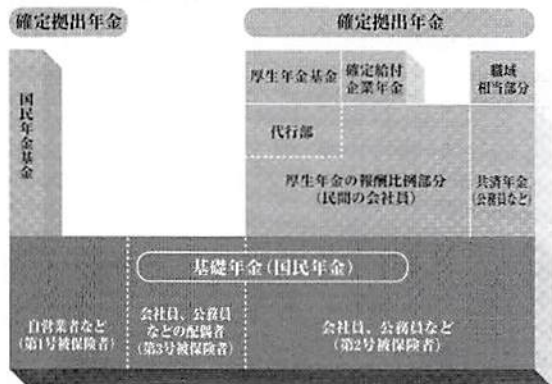 確定拠出年金
確定拠出年金
国民年金基金
厚生年金基金
確定給付
企業年金
職域
相当部分
代行部
厚生年金の報酬比例部分
(民間の会社員)
共済年金
(公務員など)
基礎年金(国民年金)
自営業者など
(第1号被保険者)
会社員、公務員
などの配偶者
(第3号被保険者)
会社員、公務員など
(第2号被保険者)